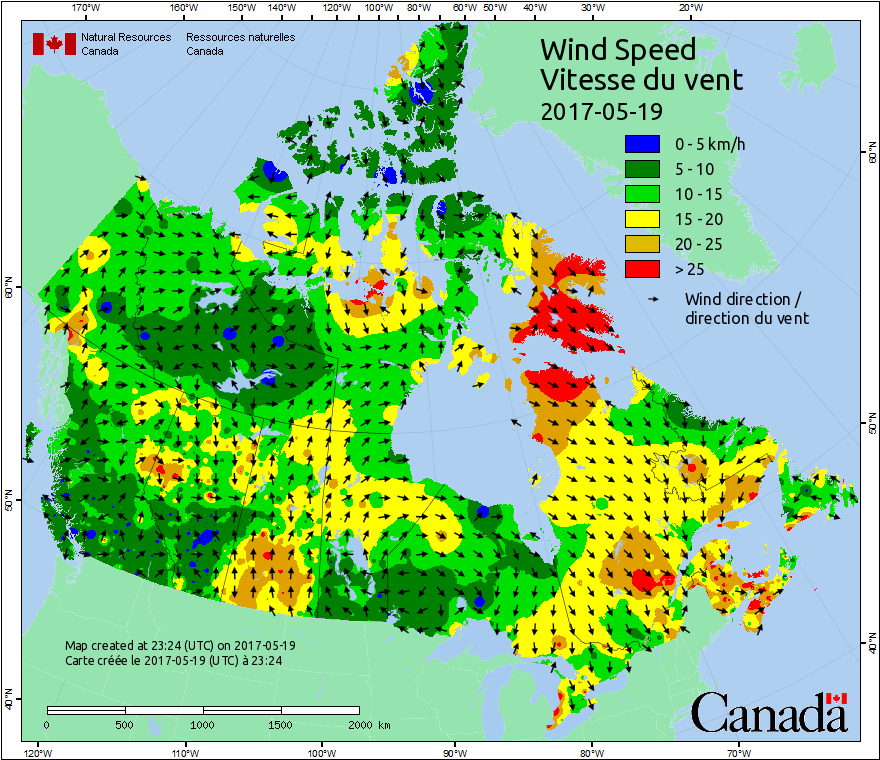 170°W 160°W 150°W 140°W 120°W 100°W 80°W 60°W 50°W 40°W 30°W 20°W
Natural Resources Ressources naturelles
Canada Canada
Wind Speed
Vitesse du vent
2017-05-19
0 - 5 km/h
5 - 10
10 - 15
15 - 20
20 - 25
> 25
Wind direction /
direction du vent
60°N 60°N
50°N 50°N
40°N 40°N
Map created at 23:24 (UTC) on 2017-05-19
Carte créée le 2017-05-19 (UTC) à 23:24
0 500 1000 1500 2000 km
Canada
120°W 110°W 100°W 90°W 80°W 70°W